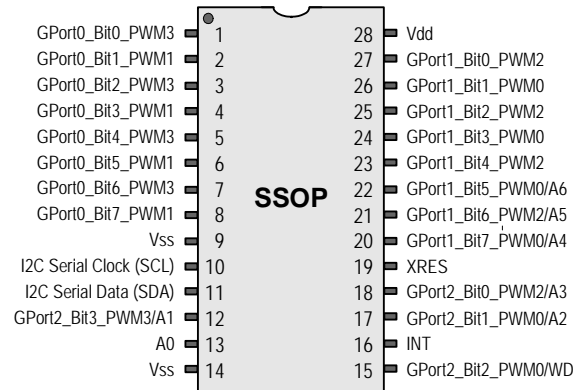 GPort0_Bit0_PWM3 1 28 Vdd
GPort0_Bit1_PWM1 2 27 GPort1_Bit0_PWM2
GPort0_Bit2_PWM3 3 26 GPort1_Bit1_PWM0
GPort0_Bit3_PWM1 4 25 GPort1_Bit2_PWM2
GPort0_Bit4_PWM3 5 24 GPort1_Bit3_PWM0
GPort0_Bit5_PWM1 6 23 GPort1_Bit4_PWM2
GPort0_Bit6_PWM3 7 SSOP 22 GPort1_Bit5_PWM0/A6
GPort0_Bit7_PWM1 8 21 GPort1_Bit6_PWM2/A5
Vss 9 20 GPort1_Bit7_PWM0/A4
I2C Serial Clock (SCL) 10 19 XRES
I2C Serial Data (SDA) 11 18 GPort2_Bit0_PWM2/A3
GPort2_Bit3_PWM3/A1 12 17 GPort2_Bit1_PWM0/A2
A0 13 16 INT
Vss 14 15 GPort2_Bit2_PWM0/WD